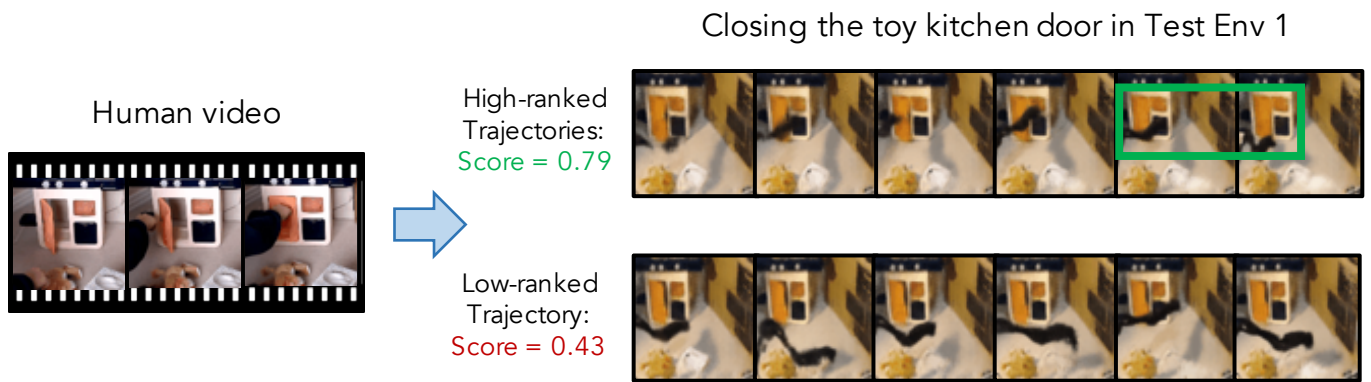 Closing the toy kitchen door in Test Env 1
Human video
High-ranked
Trajectories:
Score = 0.79
Low-ranked
Trajectory:
Score = 0.43